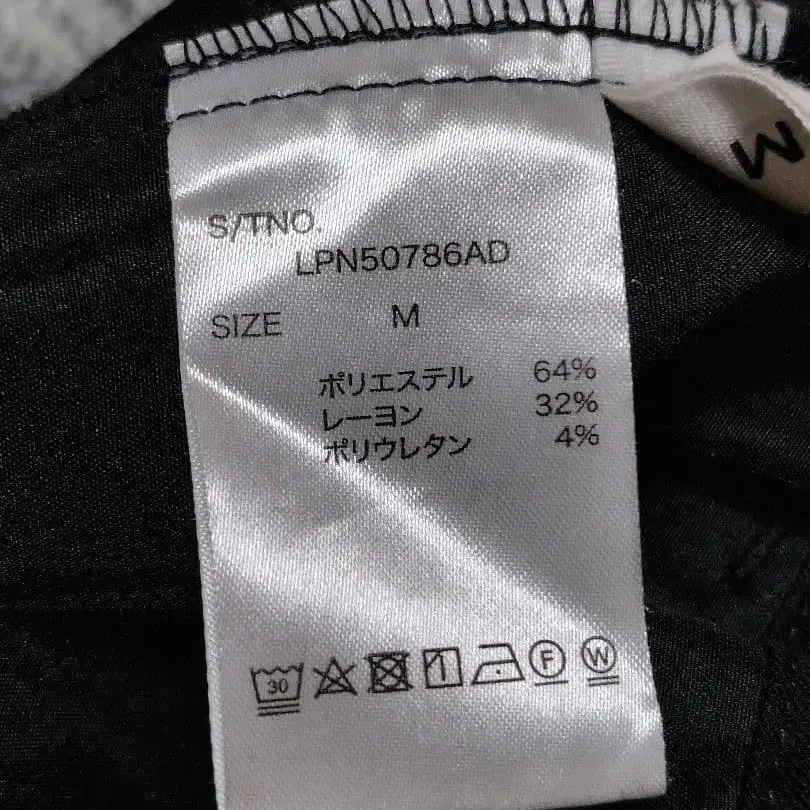 M
S/TNO.
LPN50786AD
SIZE M
ポリエステル 64%
レーヨン 32%
ポリウレタン 4%
30 F W